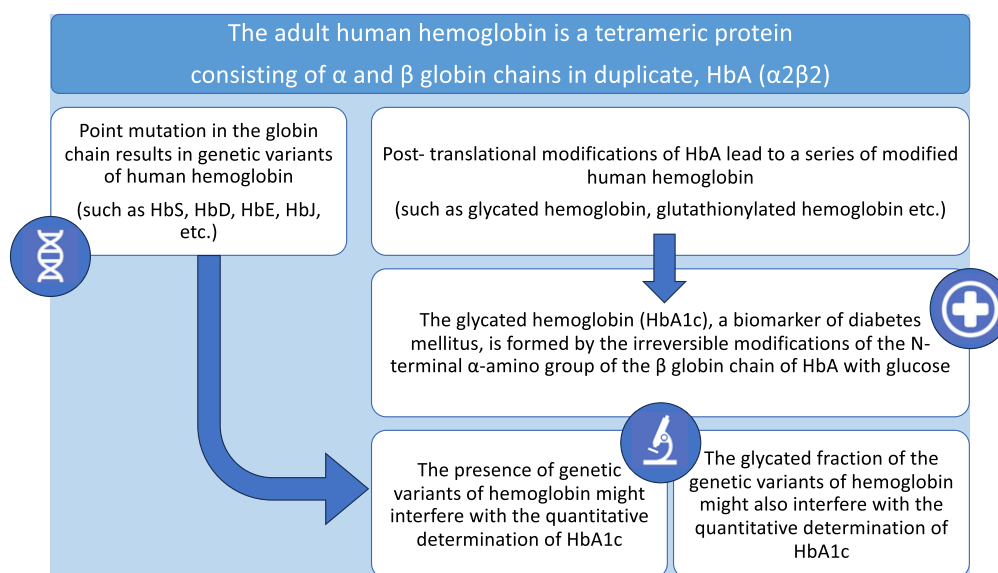 The adult human hemoglobin is a tetrameric protein
consisting of α and β globin chains in duplicate, HbA (α2β2)
Point mutation in the globin
chain results in genetic variants
of human hemoglobin
(such as HbS, HbD, HbE, HbJ,
etc.)
Post- translational modifications of HbA lead to a series of modified
human hemoglobin
(such as glycated hemoglobin, glutathionylated hemoglobin etc.)
The glycated hemoglobin (HbA1c), a biomarker of diabetes
mellitus, is formed by the irreversible modifications of the N-
terminal α-amino group of the β globin chain of HbA with glucose
The presence of genetic
variants of hemoglobin might
interfere with the quantitative
determination of HbA1c
The glycated fraction of the
genetic variants of hemoglobin
might also interfere with the
quantitative determination of
HbA1c